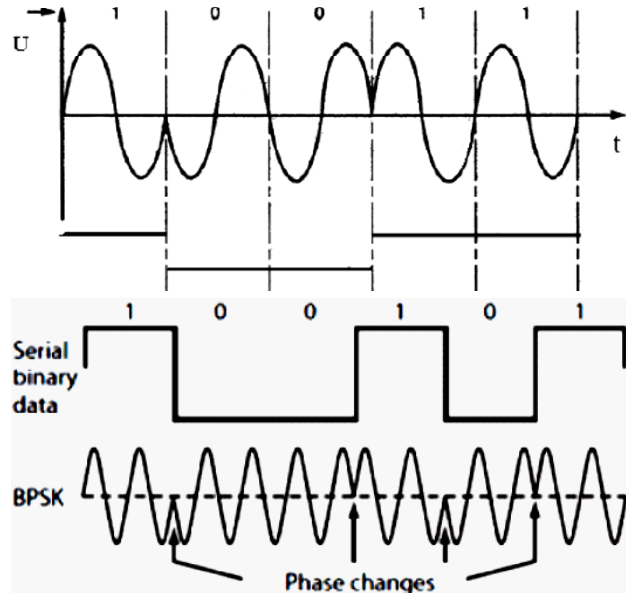 1 0 0 1 1
U
t
1 0 0 1 0 1
Serial
binary
data
BPSK
Phase changes